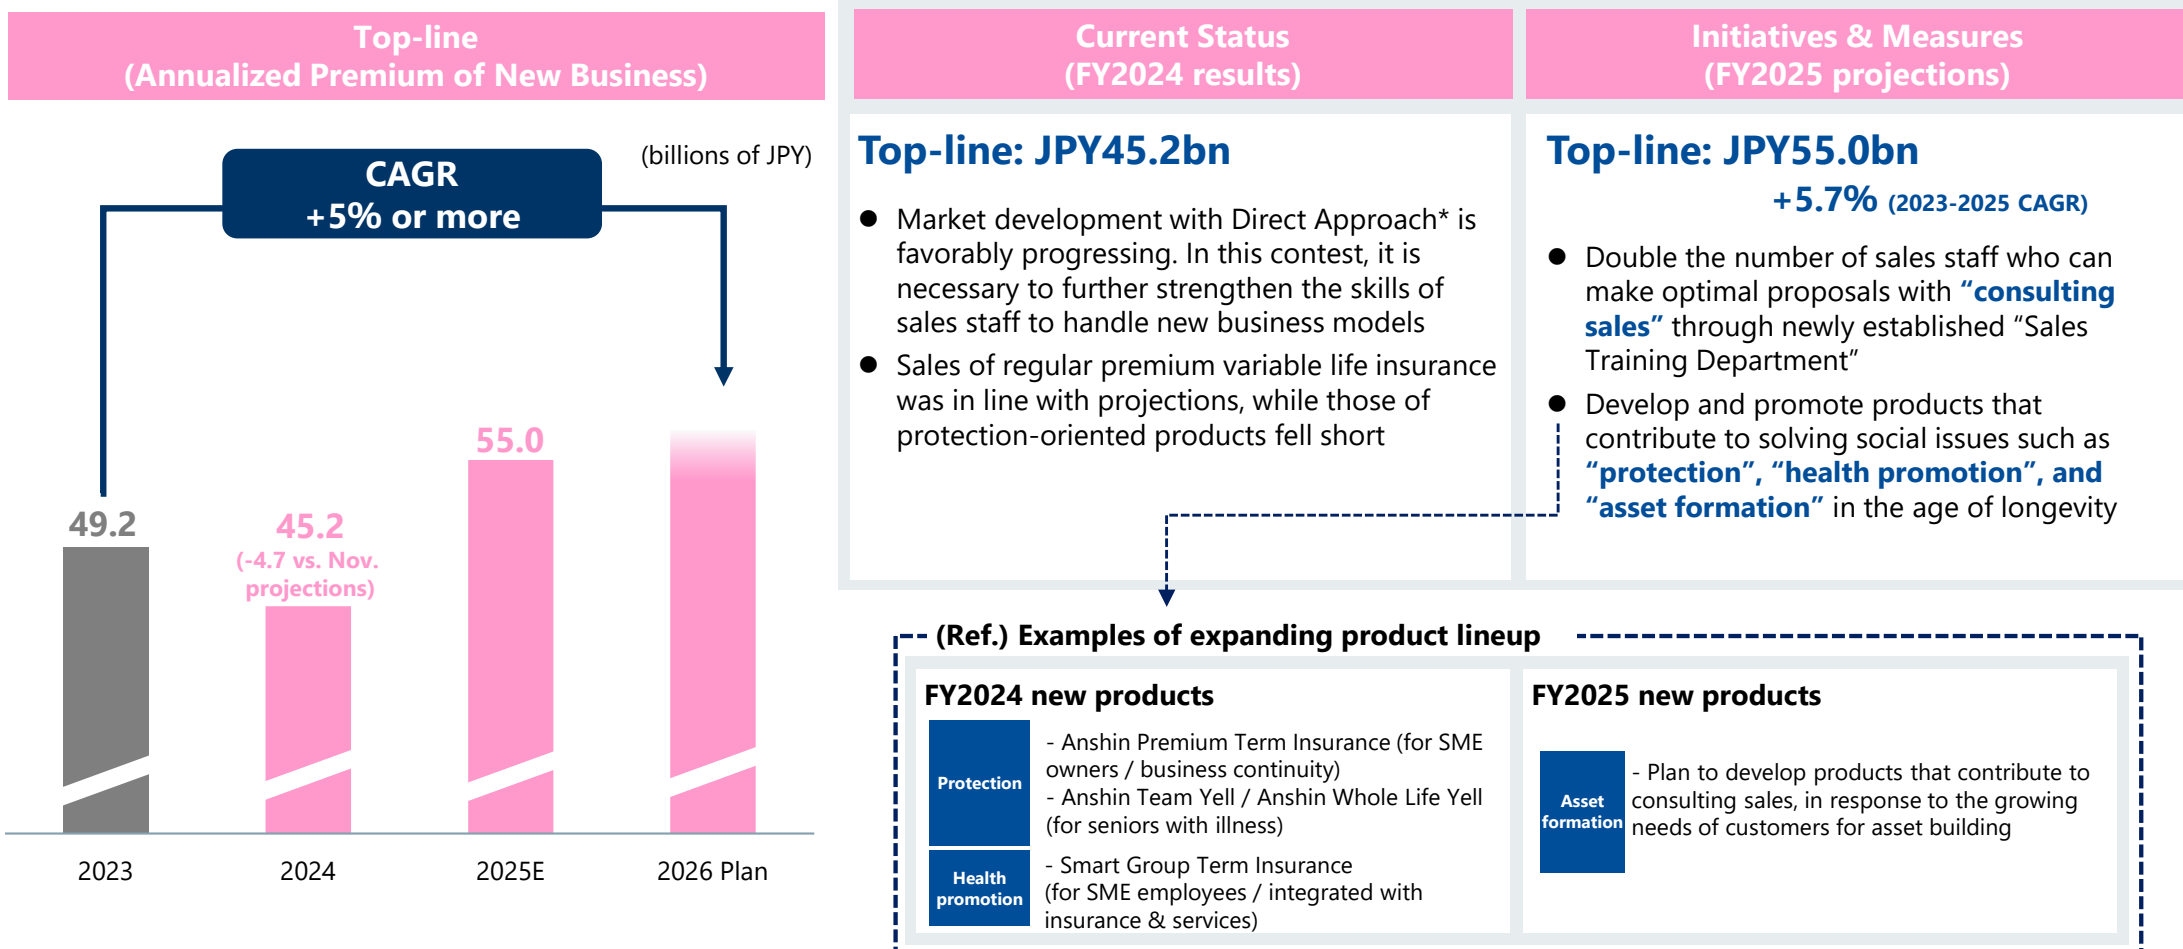 Top-line
(Annualized Premium of New Business)
(billions of JPY)
CAGR
+5% or more
49.2
45.2
(-4.7 vs. Nov.
projections)
55.0
2023
2024
2025E
2026 Plan
Current Status
(FY2024 results)
Top-line: JPY45.2bn
● Market development with Direct Approach* is
favorably progressing. In this contest, it is
necessary to further strengthen the skills of
sales staff to handle new business models
● Sales of regular premium variable life insurance
was in line with projections, while those of
protection-oriented products fell short
Initiatives & Measures
(FY2025 projections)
Top-line: JPY55.0bn
+5.7% (2023-2025 CAGR)
● Double the number of sales staff who can
make optimal proposals with “consulting
sales” through newly established “Sales
Training Department”
● Develop and promote products that
contribute to solving social issues such as
“protection”, “health promotion”, and
“asset formation” in the age of longevity
(Ref.) Examples of expanding product lineup
FY2024 new products
Protection
- Anshin Premium Term Insurance (for SME
owners / business continuity)
- Anshin Team Yell / Anshin Whole Life Yell
(for seniors with illness)
Health
promotion
- Smart Group Term Insurance
(for SME employees / integrated with
insurance & services)
FY2025 new products
Asset
formation
- Plan to develop products that contribute to
consulting sales, in response to the growing
needs of customers for asset building